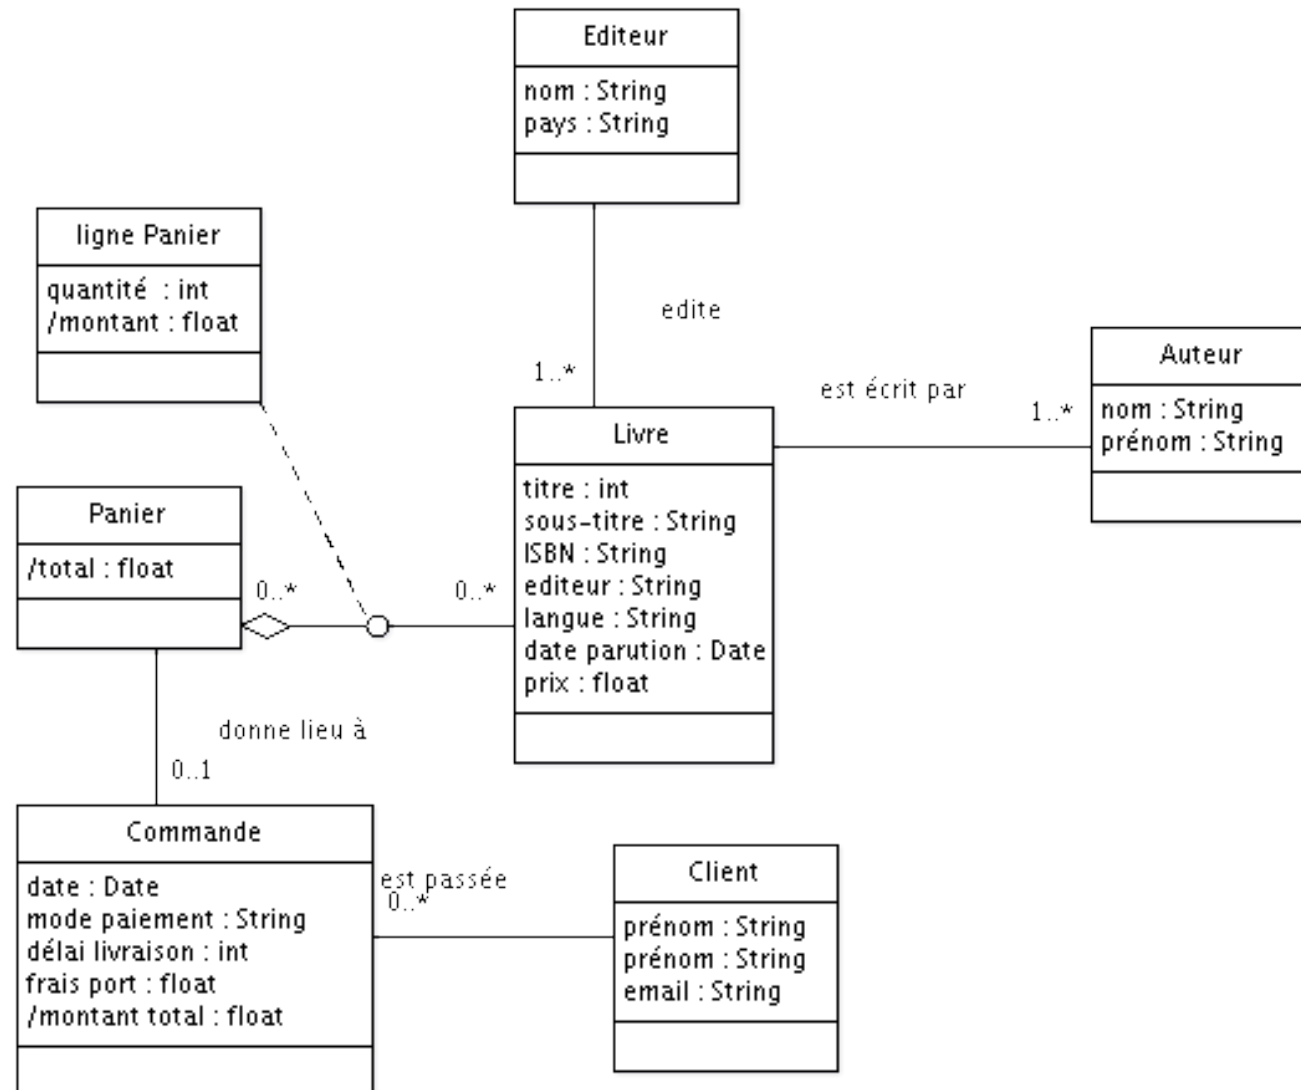 Editeur
nom : String
pays : String
ligne Panier
quantité : int
/montant : float
edite
1..*
Auteur
nom : String
prénom : String
est écrit par
1..*
Livre
titre : int
sous-titre : String
ISBN : String
editeur : String
langue : String
date parution : Date
prix : float
Panier
/total : float
0..*
0..*
donne lieu à
0..1
Commande
date : Date
mode paiement : String
délai livraison : int
frais port : float
/montant total : float
est passée
0..*
Client
prénom : String
prénom : String
email : String